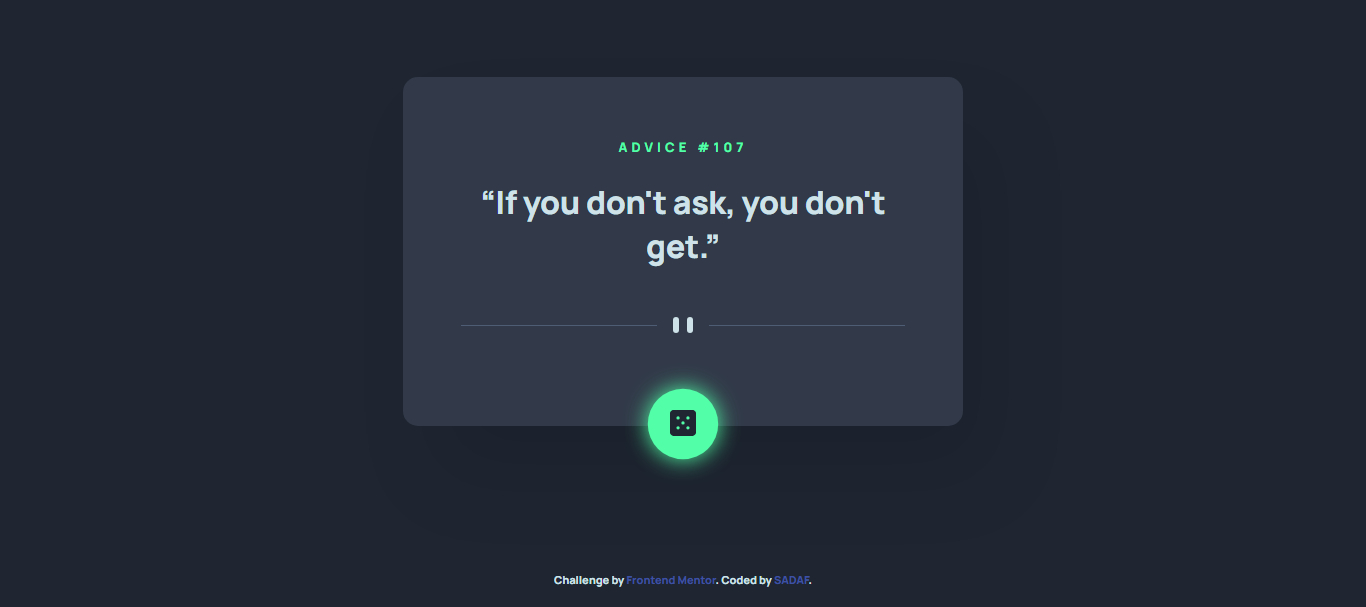 ADVICE #107
“If you don't ask, you don't
get.”
Challenge by Frontend Mentor. Coded by SADAF.